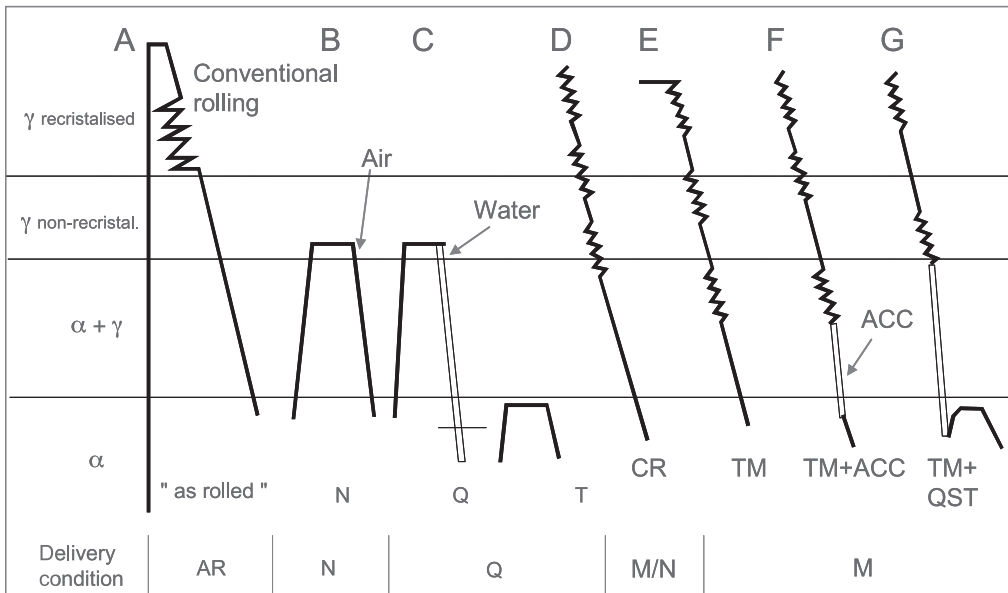 A B C D E F G
Conventional
rolling
γ recristalised
Air
γ non-recristal.
Water
α + γ
ACC
α
CR TM TM+ACC TM+
QST
" as rolled " N Q T
Delivery
condition
AR N Q M/N M